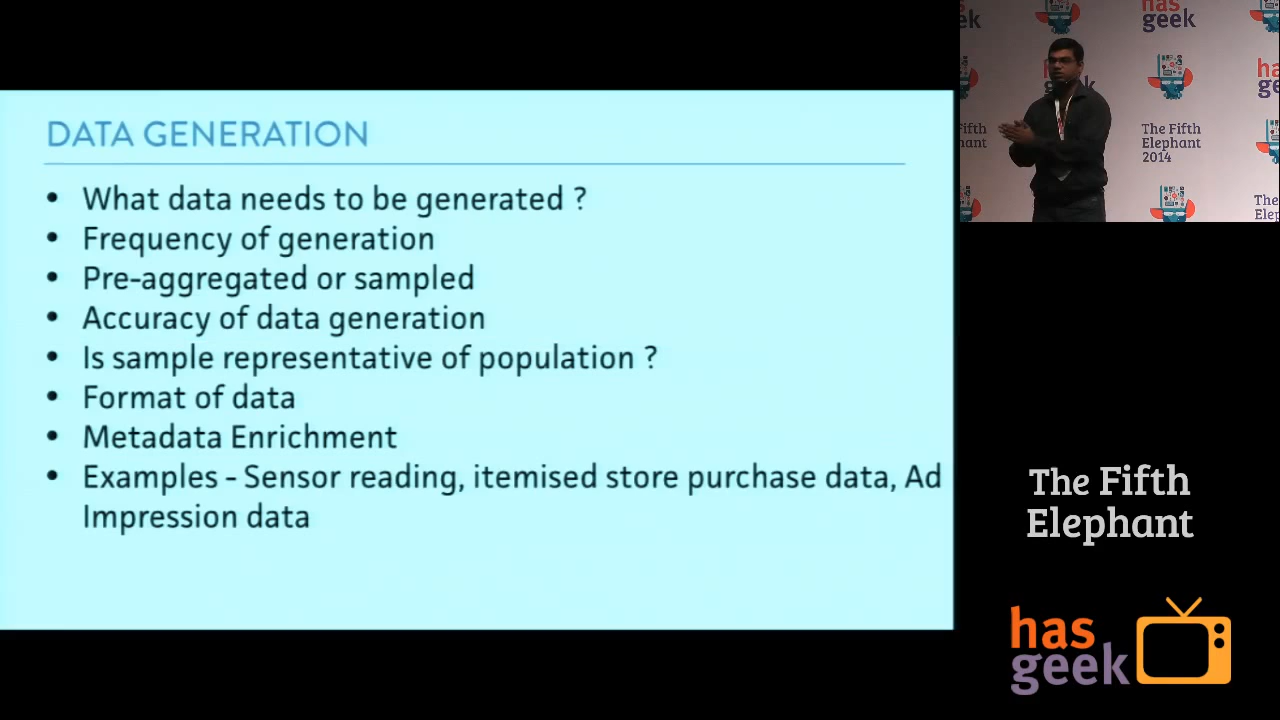 DATA GENERATION
• What data needs to be generated ?
• Frequency of generation
• Pre-aggregated or sampled
• Accuracy of data generation
• Is sample representative of population ?
• Format of data
• Metadata Enrichment
• Examples - Sensor reading, itemised store purchase data, Ad
Impression data
has
geek
The Fifth
Elephant
2014
The Fifth
Elephant
has
geek